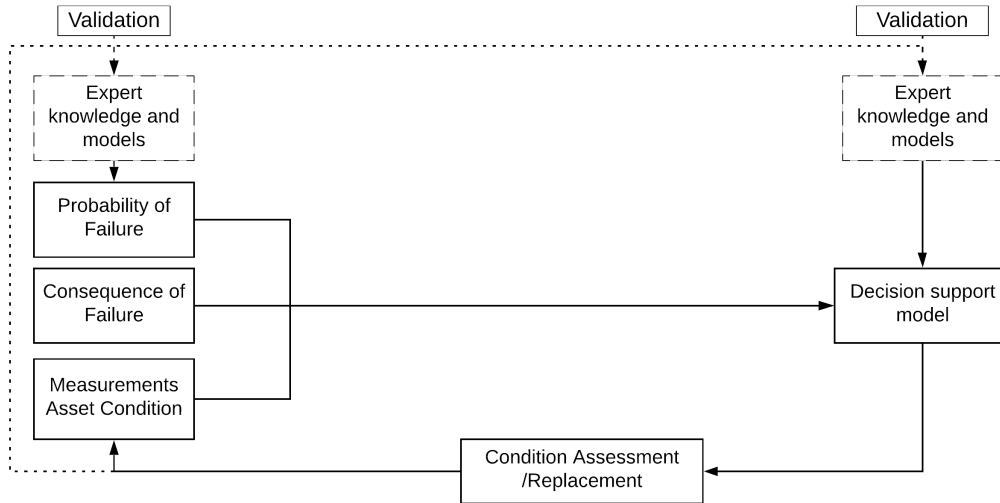 Validation
Validation
Expert
knowledge and
models
Expert
knowledge and
models
Probability of
Failure
Consequence of
Failure
Decision support
model
Measurements
Asset Condition
Condition Assessment
/Replacement